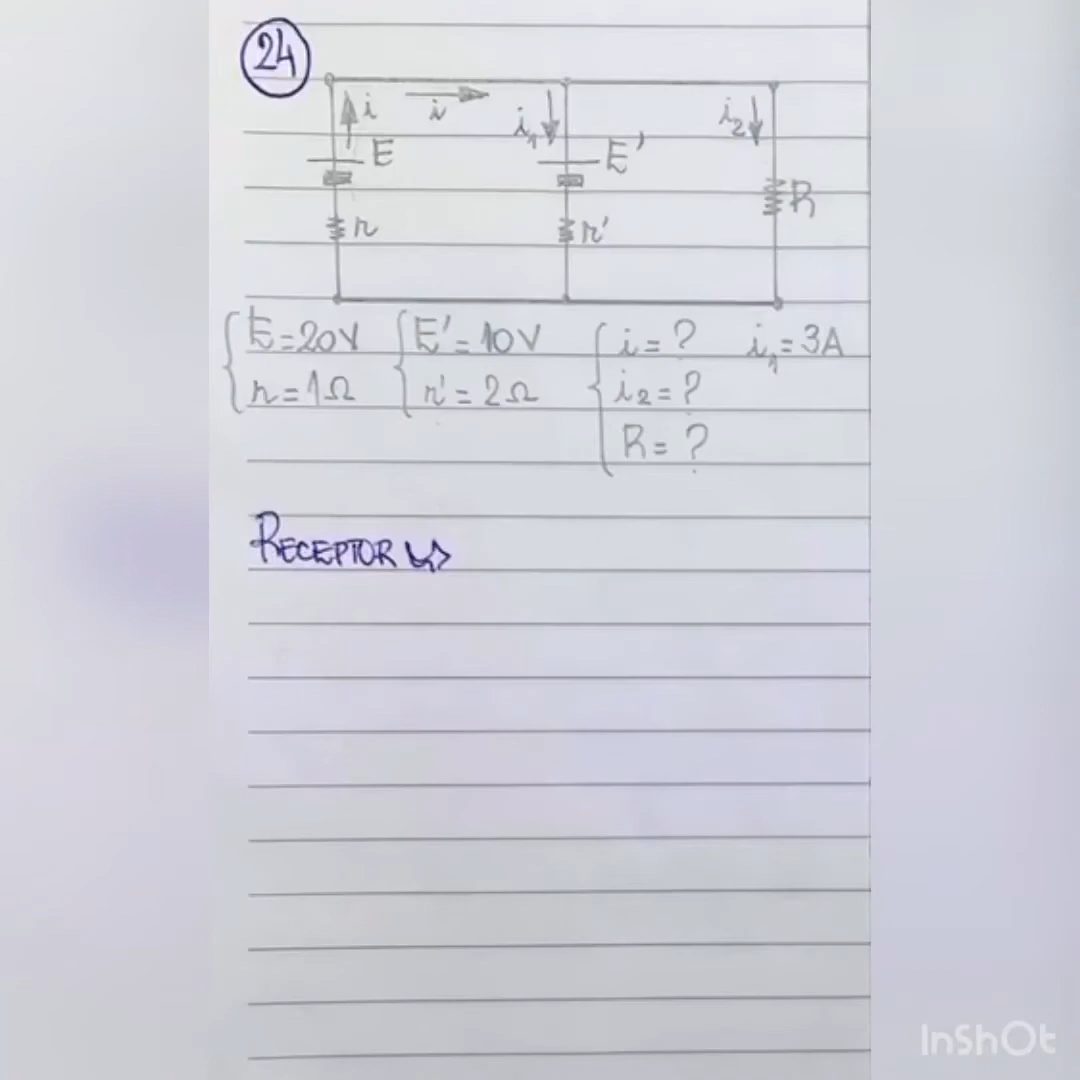 24
i i i₁ i₂
E E' R
r r'
E=20V E'=10V i=? i₁=3A
r=1Ω r'=2Ω i₂=?
R=?
RECEPTOR
InShOt